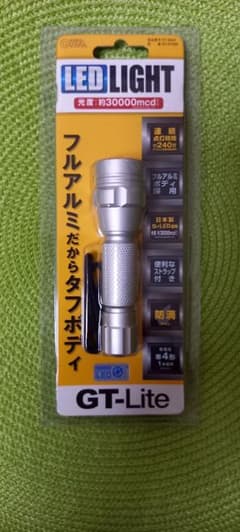 LED LIGHT
光度:約30000mcd
フルアルミだからタフボディ
連続
点灯時間
約240分
フルアルミ
ボディ
採用
日本製
便利な
ストラップ
付き
防滴
単4形
GT-Lite